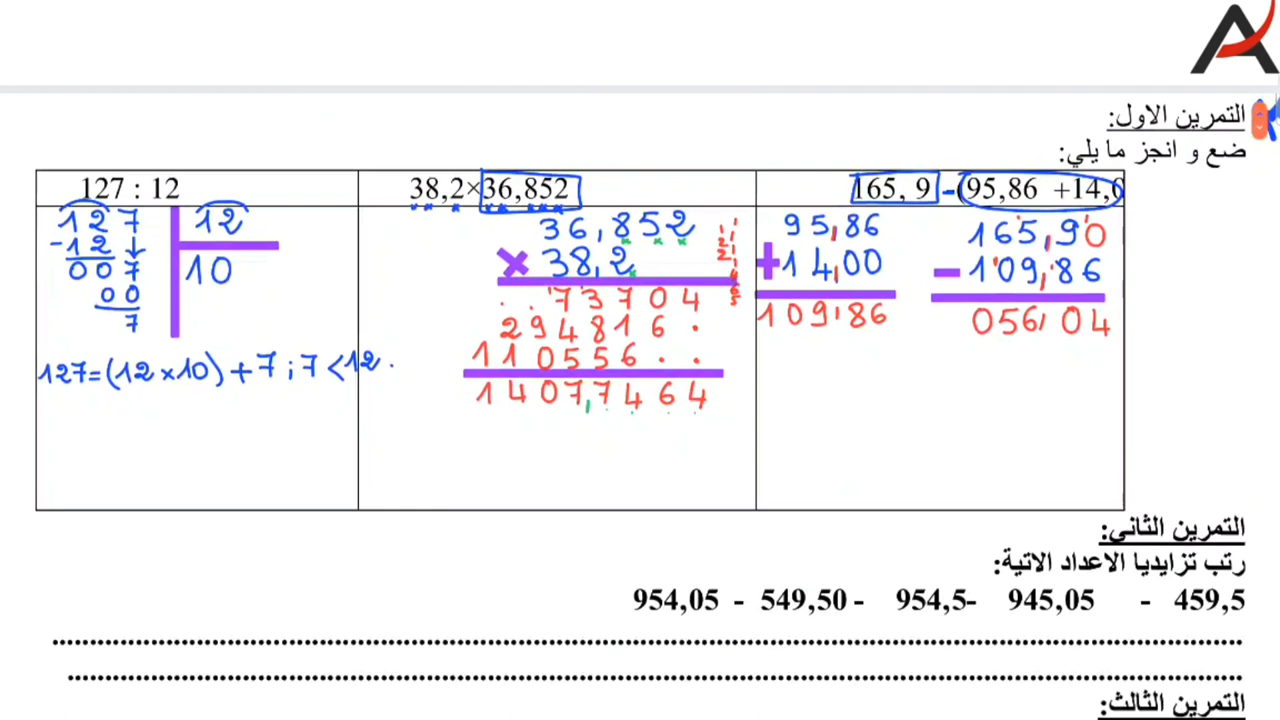 التمرين الاول:
ضع و انجز ما يلي:
127 : 12
38,2×36,852
165, 9 -(95,86 +14,0
127 12
-12
007 10
00
7
127=(12×10)+7 ; 7<12.
36,852
× 38,2
. . 73704
294816 .
110556 . .
1407,7464
95,86
+14,00
109,86
165,90
- 109,86
056,04
التمرين الثاني:
رتب تزايديا الاعداد الاتية:
954,05 - 549,50 - 954,5- 945,05 - 459,5
التمرين الثالث: